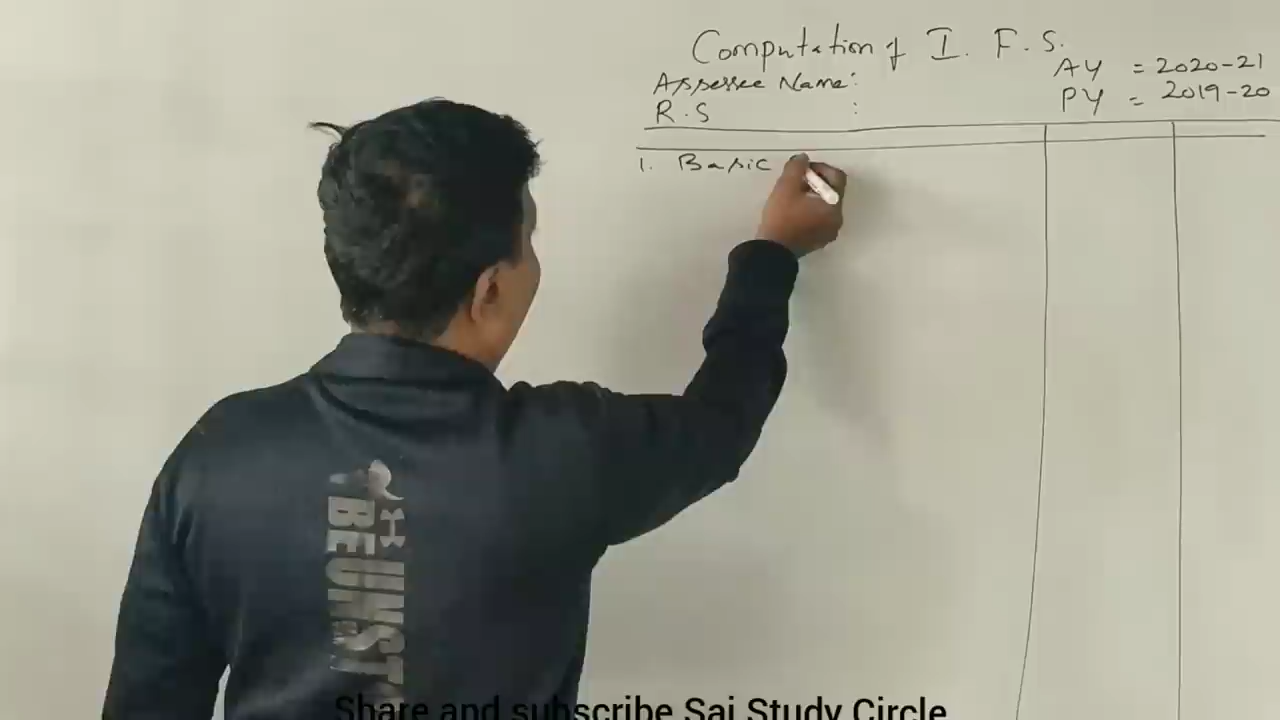 Computation of I. F. S.
Assessee Name:
R.S :
AY = 2020-21
PY = 2019-20
1. Basic
Share and subscribe Sai Study Circle